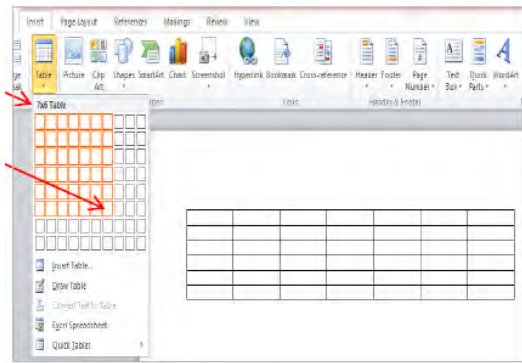 Insert Page Layout References Mailings Review View
Table Picture Clip Art Shapes SmartArt Chart Screenshot Hyperlink Bookmark Cross-reference Header Footer Page Number Text Box Quick Parts WordArt
Links Header & Footer
7x6 Table
Insert Table...
Draw Table
Convert Text to Table
Excel Spreadsheet
Quick Tables